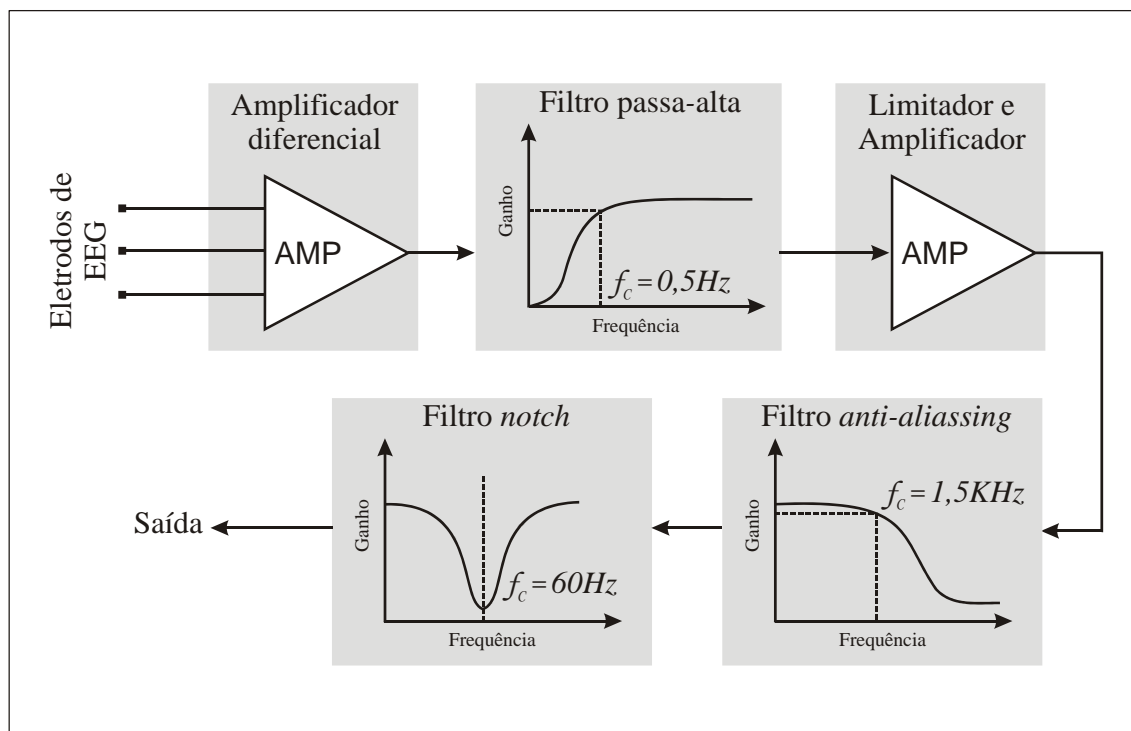 Amplificador
diferencial
Eletrodos de
EEG
AMP
Filtro passa-alta
Ganho
f_c = 0,5Hz
Frequência
Limitador e
Amplificador
AMP
Filtro notch
Ganho
f_c = 60Hz
Frequência
Saída
Filtro anti-aliassing
Ganho
f_c = 1,5KHz
Frequência